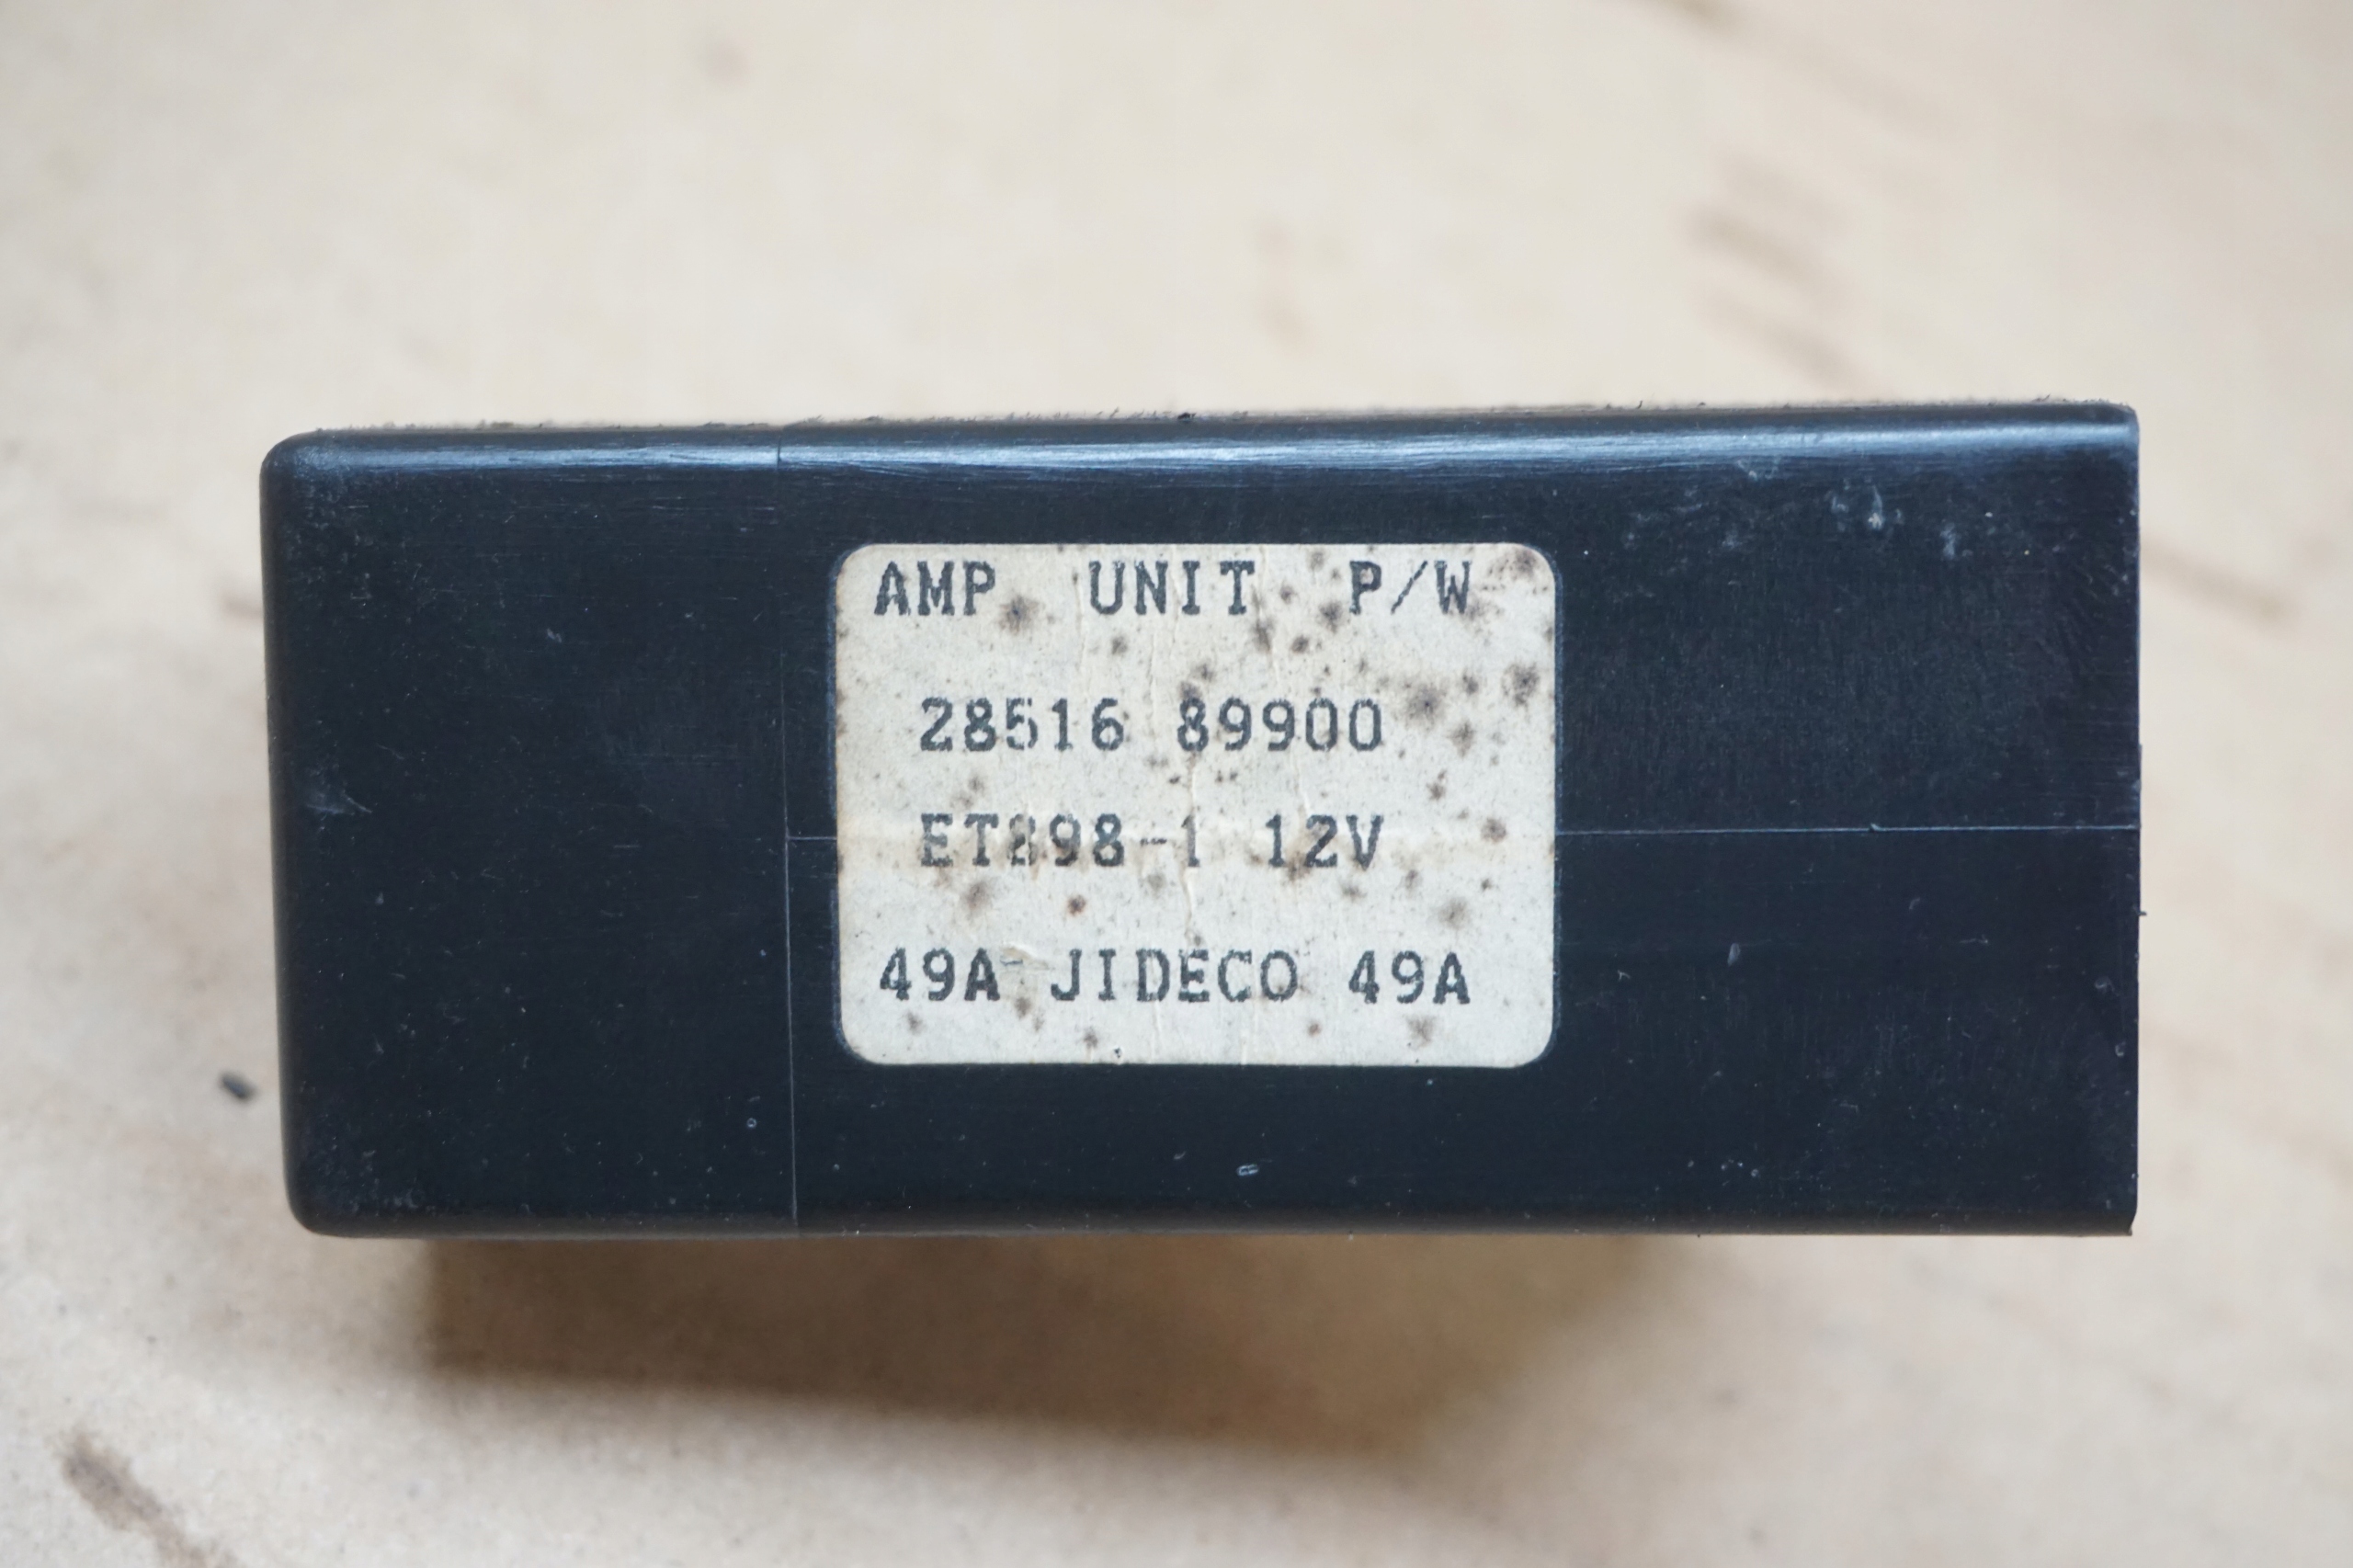 AMP UNIT P/W
28516 89900
ET898-1 12V
49A JIDECO 49A